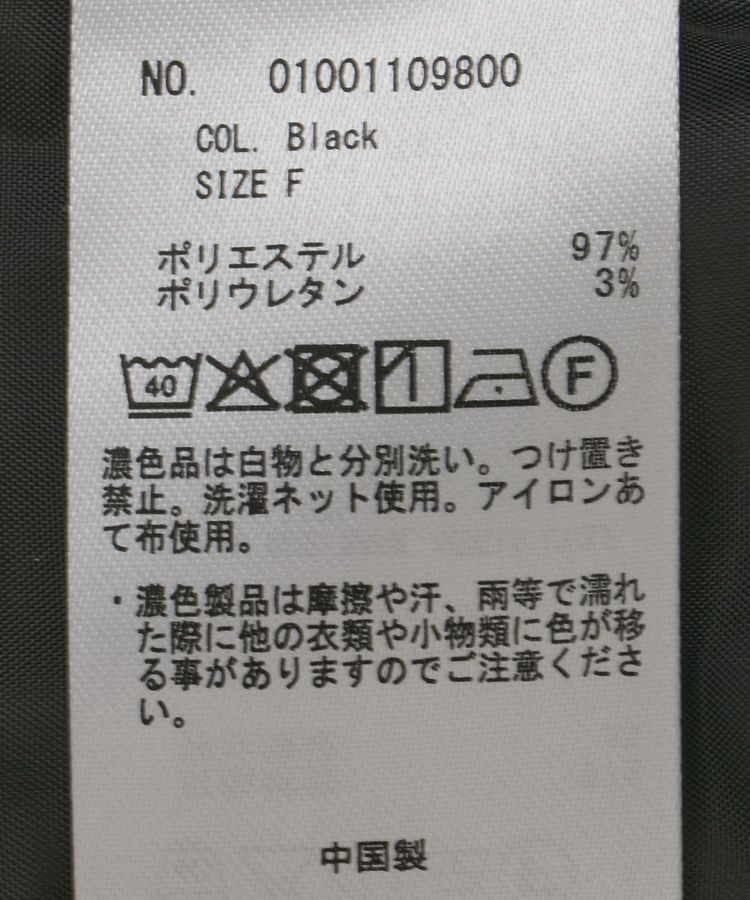 NO. 01001109800
COL. Black
SIZE F
ポリエステル 97%
ポリウレタン 3%
40 F
濃色品は白物と分別洗い。つけ置き
禁止。洗濯ネット使用。アイロンあ
て布使用。
・濃色製品は摩擦や汗、雨等で濡れ
た際に他の衣類や小物類に色が移
る事がありますのでご注意くださ
い。
中国製